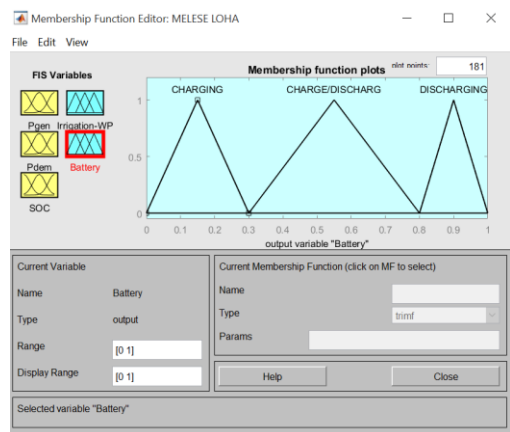 Membership Function Editor: MELESE LOHA
File Edit View
FIS Variables
Membership function plots plot points: 181
CHARGING CHARGE/DISCHARG DISCHARGING
Pgen Irrigation-WP
Pdem Battery
SOC
1
0.5
0
0 0.1 0.2 0.3 0.4 0.5 0.6 0.7 0.8 0.9 1
output variable "Battery"
Current Variable
Name Battery
Type output
Range [0 1]
Display Range [0 1]
Current Membership Function (click on MF to select)
Name
Type trimf
Params
Help Close
Selected variable "Battery"